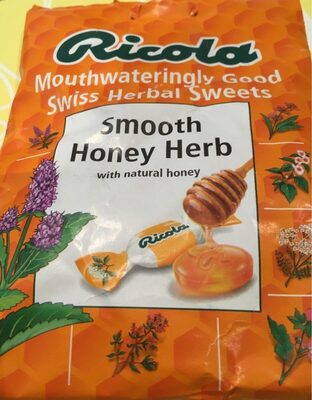 Ricola
Mouthwateringly Good
Swiss Herbal Sweets
Smooth
Honey Herb
with natural honey
Ricola